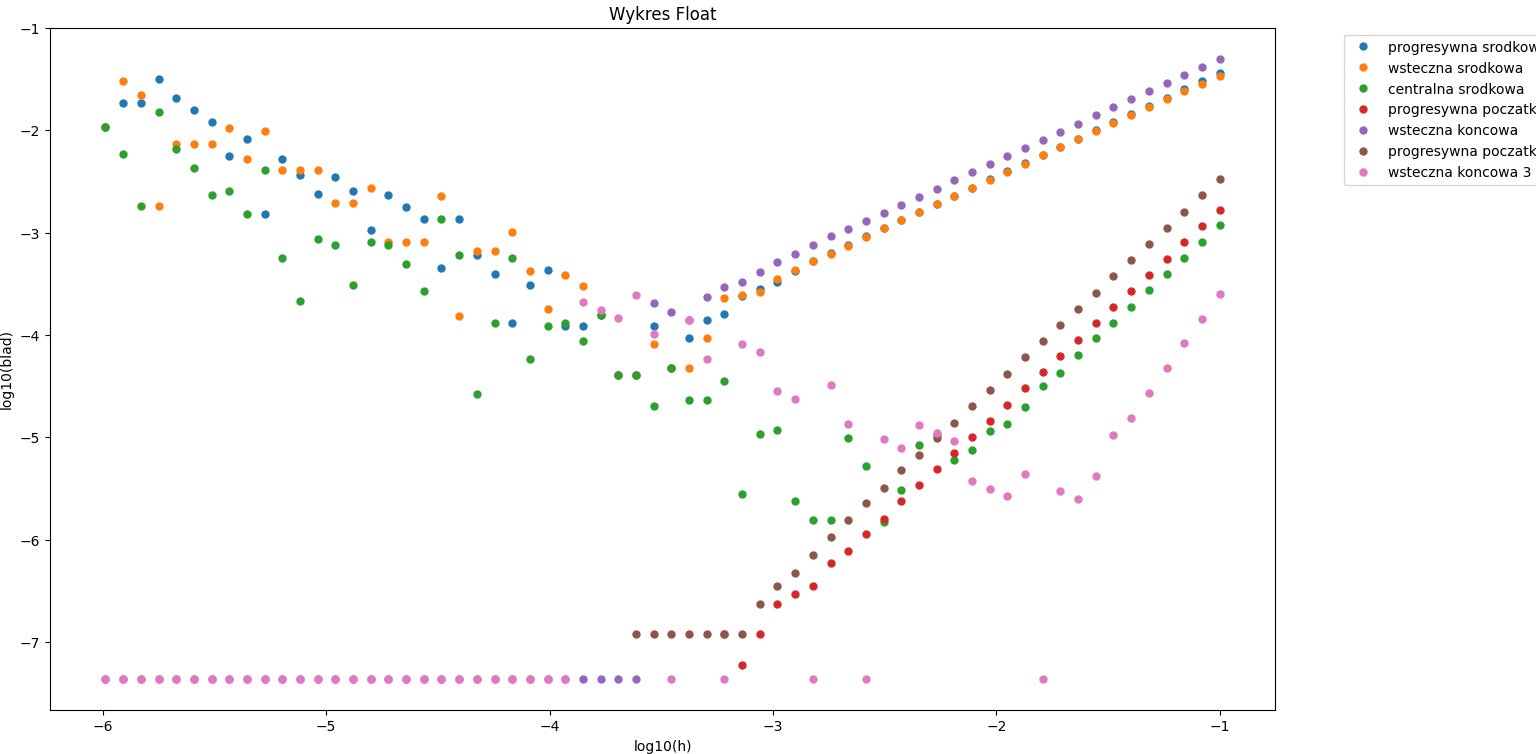 Wykres Float
−1
−2
−3
−4
−5
−6
−7
log10(blad)
−6
−5
−4
−3
−2
−1
log10(h)
progresywna srodkow
wsteczna srodkowa
centralna srodkowa
progresywna poczatk
wsteczna koncowa
progresywna poczatk
wsteczna koncowa 3